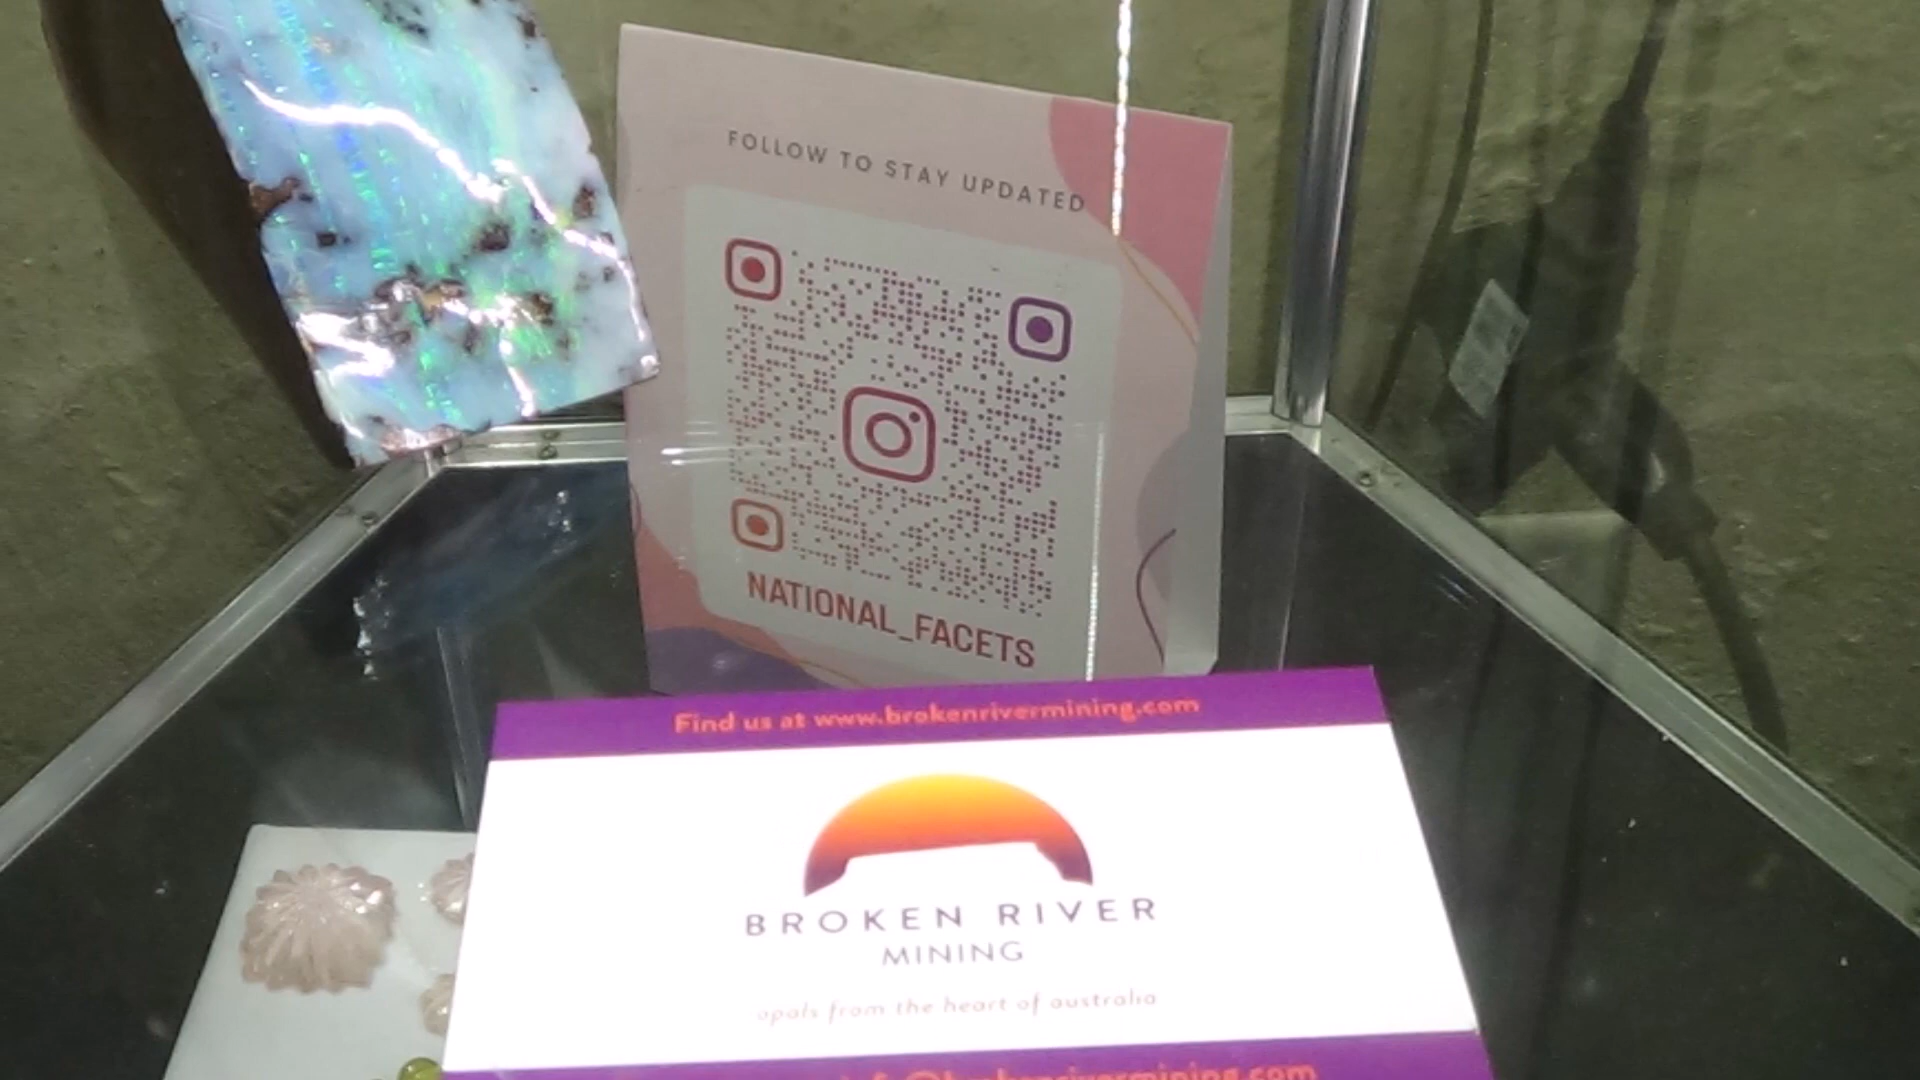 FOLLOW TO STAY UPDATED
NATIONAL_FACETS
Find us at www.brokenrivermining.com
BROKEN RIVER
MINING
opals from the heart of australia